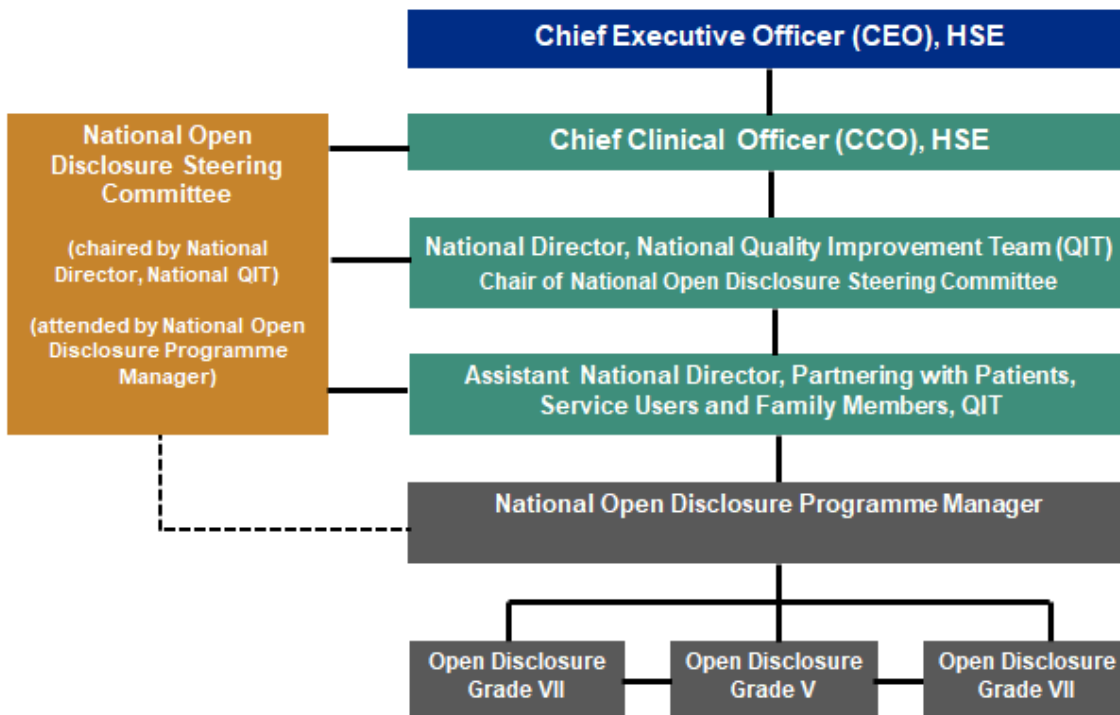 Chief Executive Officer (CEO), HSE
National Open
Disclosure Steering
Committee
(chaired by National
Director, National QIT)
(attended by National Open
Disclosure Programme
Manager)
Chief Clinical Officer (CCO), HSE
National Director, National Quality Improvement Team (QIT)
Chair of National Open Disclosure Steering Committee
Assistant National Director, Partnering with Patients,
Service Users and Family Members, QIT
National Open Disclosure Programme Manager
Open Disclosure
Grade VII
Open Disclosure
Grade V
Open Disclosure
Grade VII